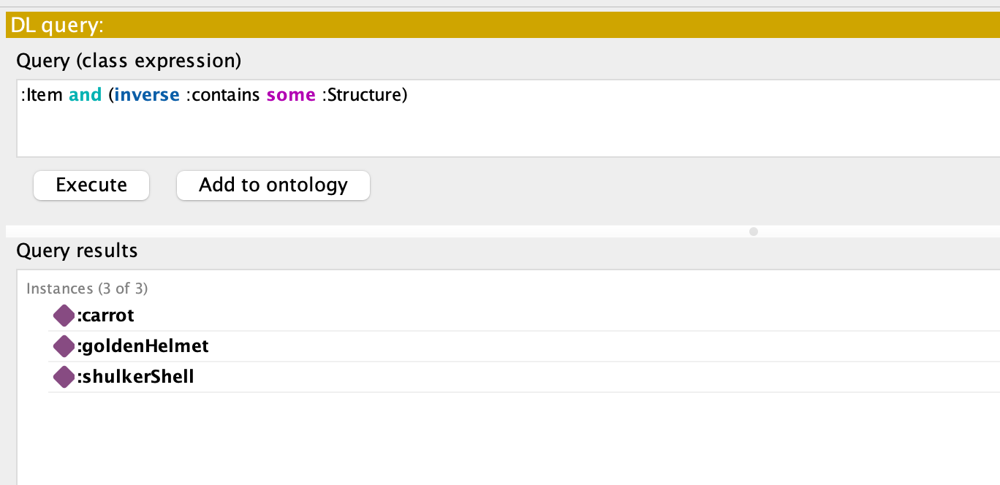 DL query:
Query (class expression)
:Item and (inverse :contains some :Structure)
Execute Add to ontology
Query results
Instances (3 of 3)
:carrot
:goldenHelmet
:shulkerShell